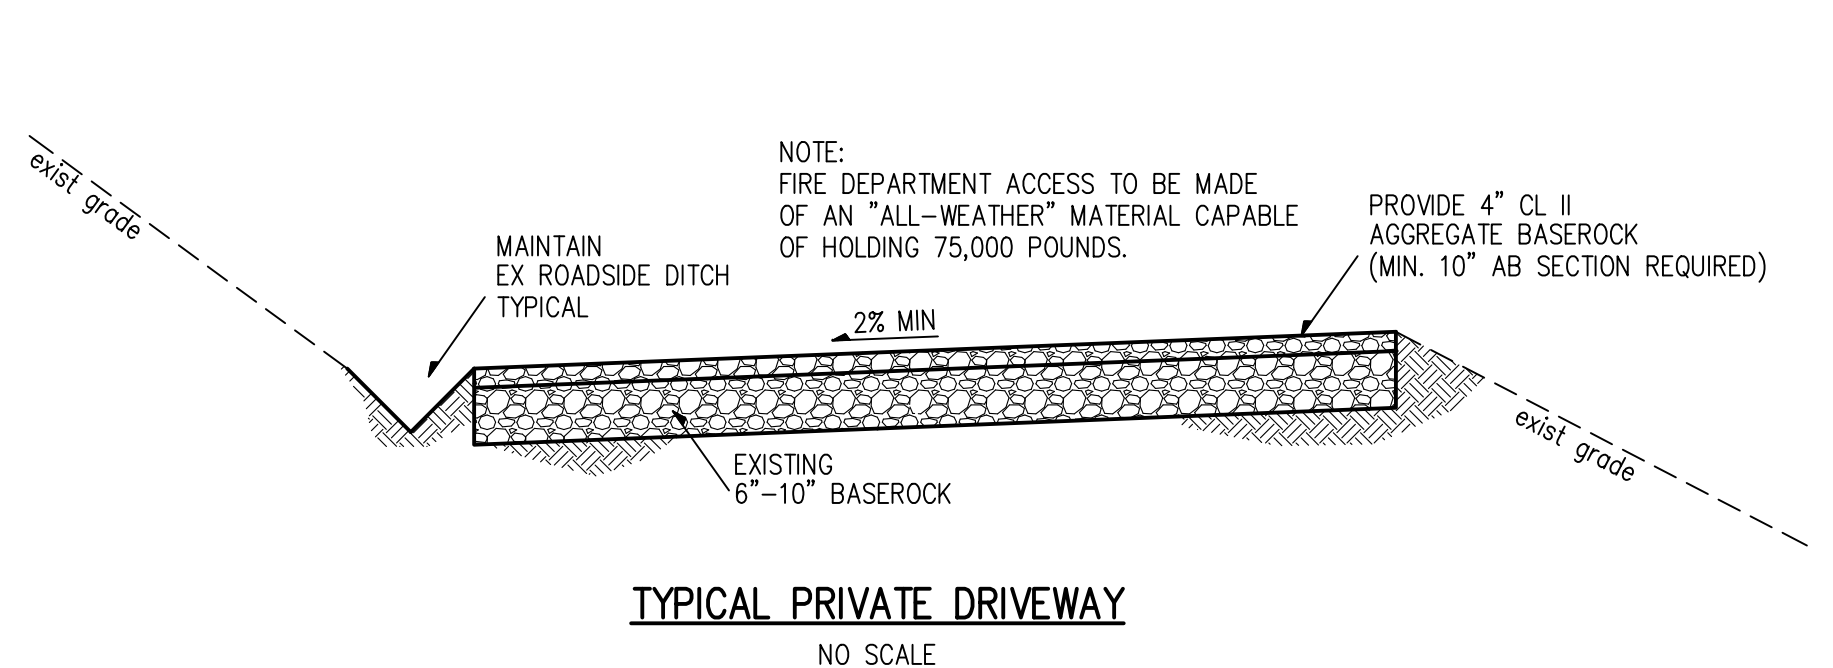 exist grade
NOTE:
FIRE DEPARTMENT ACCESS TO BE MADE
OF AN "ALL-WEATHER" MATERIAL CAPABLE
OF HOLDING 75,000 POUNDS.
PROVIDE 4" CL II
AGGREGATE BASEROCK
(MIN. 10" AB SECTION REQUIRED)
MAINTAIN
EX ROADSIDE DITCH
TYPICAL
2% MIN
exist grade
EXISTING
6"-10" BASEROCK
TYPICAL PRIVATE DRIVEWAY
NO SCALE